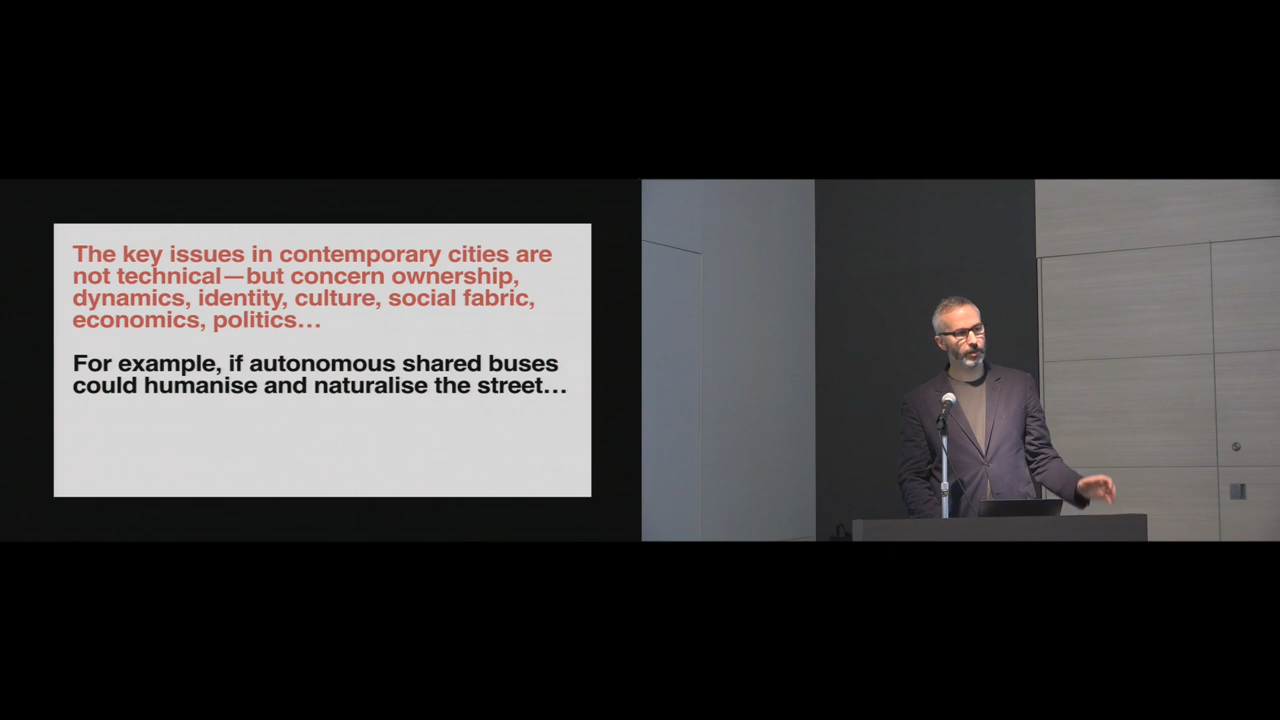 The key issues in contemporary cities are
not technical—but concern ownership,
dynamics, identity, culture, social fabric,
economics, politics…
For example, if autonomous shared buses
could humanise and naturalise the street…